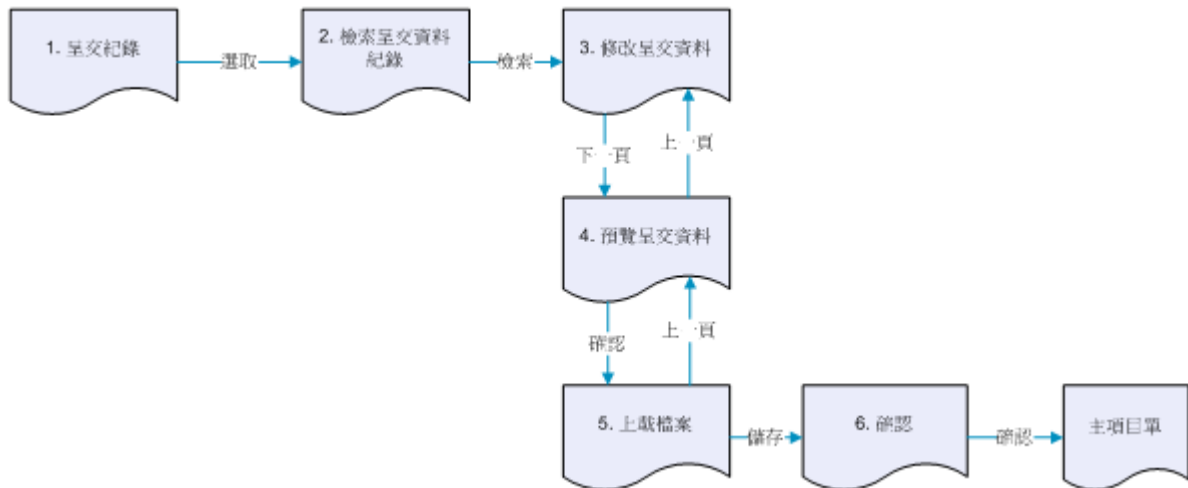 1. 呈交紀錄
選取
2. 檢索呈交資料
紀錄
檢索
3. 修改呈交資料
下一頁
上一頁
4. 預覽呈交資料
確認
上一頁
5. 上載檔案
儲存
6. 確認
確認
主項目單